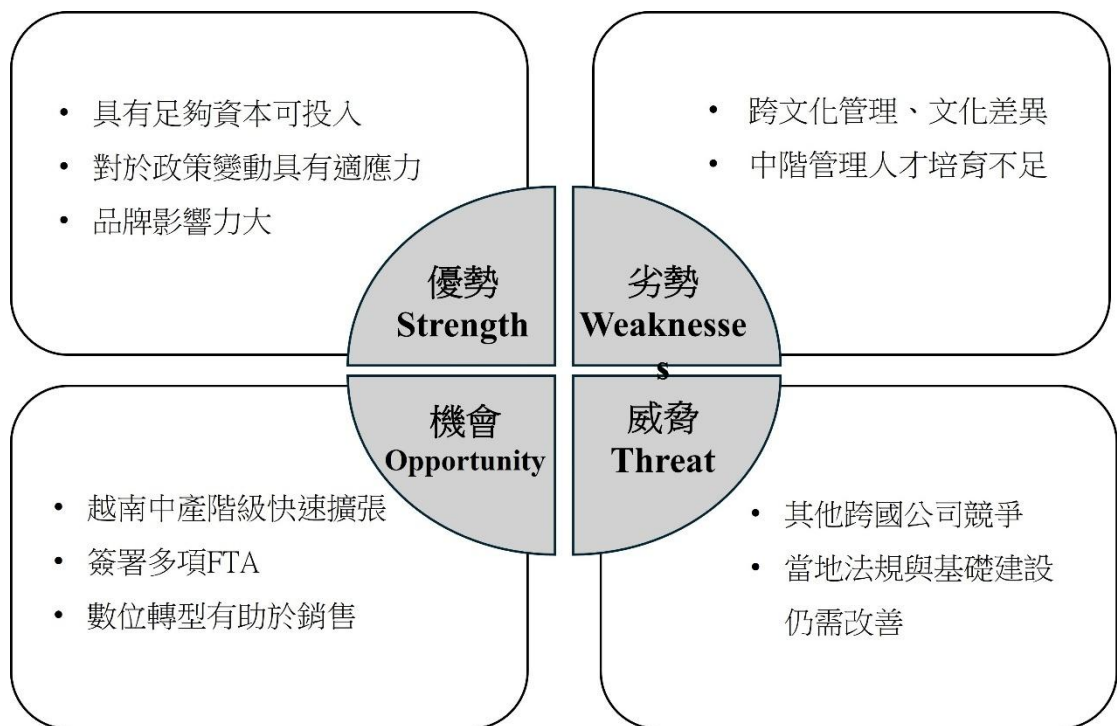 • 具有足夠資本可投入
• 對於政策變動具有適應力
• 品牌影響力大
• 跨文化管理、文化差異
• 中階管理人才培育不足
優勢
Strength
劣勢
Weaknesse
s
機會
Opportunity
威脅
Threat
• 越南中產階級快速擴張
• 簽署多項FTA
• 數位轉型有助於銷售
• 其他跨國公司競爭
• 當地法規與基礎建設
仍需改善